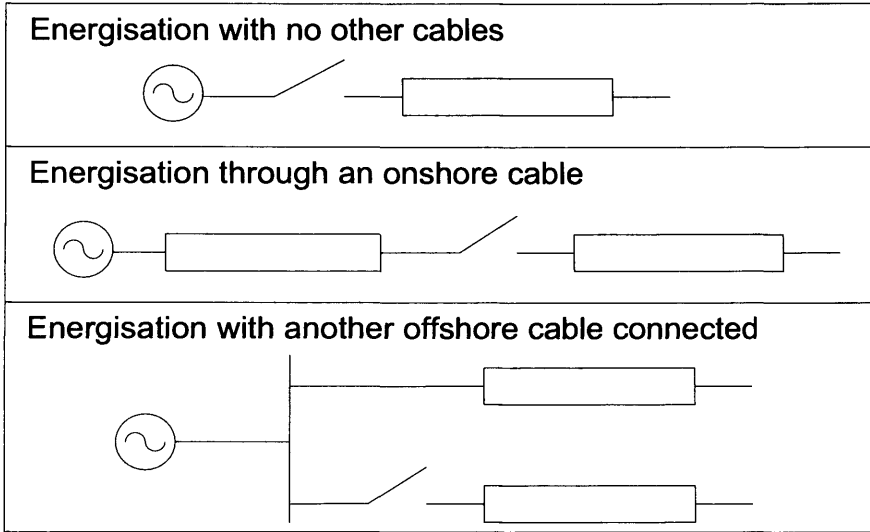 Energisation with no other cables
Energisation through an onshore cable
Energisation with another offshore cable connected